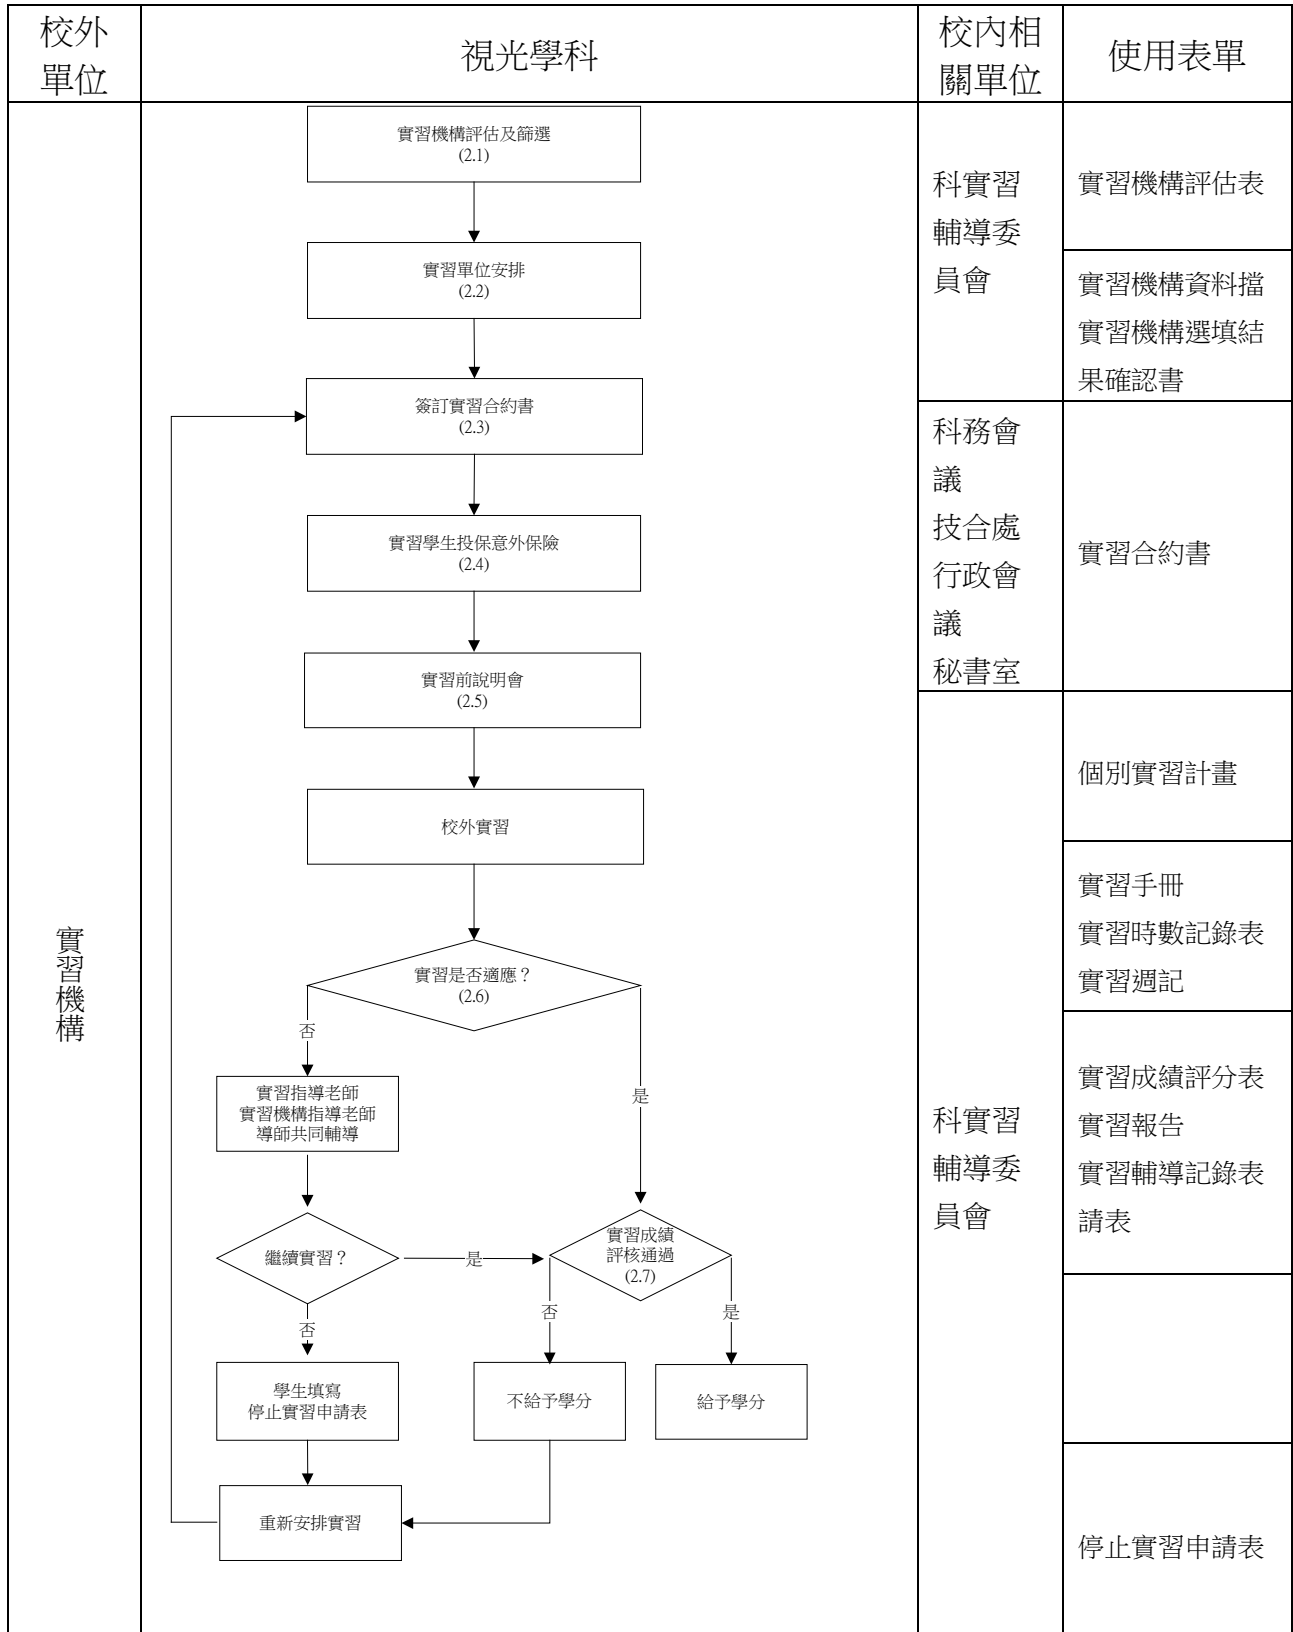 校外
單位
視光學科
校內相
關單位
使用表單
實習機構
實習機構評估及篩選
(2.1)
實習單位安排
(2.2)
簽訂實習合約書
(2.3)
實習學生投保意外保險
(2.4)
實習前說明會
(2.5)
校外實習
實習是否適應？
(2.6)
否
是
實習指導老師
實習機構指導老師
導師共同輔導
繼續實習？
是
實習成績
評核通過
(2.7)
否
否
是
學生填寫
停止實習申請表
不給予學分
給予學分
重新安排實習
科實習
輔導委
員會
科務會
議
技合處
行政會
議
秘書室
科實習
輔導委
員會
實習機構評估表
實習機構資料擋
實習機構選填結
果確認書
實習合約書
個別實習計畫
實習手冊
實習時數記錄表
實習週記
實習成績評分表
實習報告
實習輔導記錄表
請表
停止實習申請表